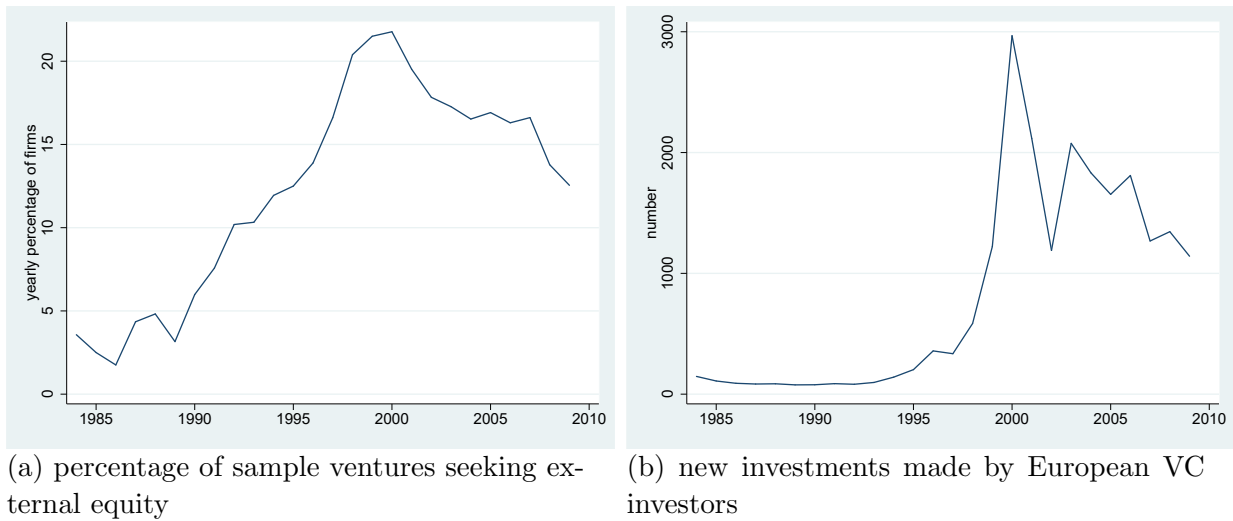 yearly percentage of firms
20
15
10
5
0
1985 1990 1995 2000 2005 2010
(a) percentage of sample ventures seeking ex-
ternal equity
number
3000
2000
1000
0
1985 1990 1995 2000 2005 2010
(b) new investments made by European VC
investors